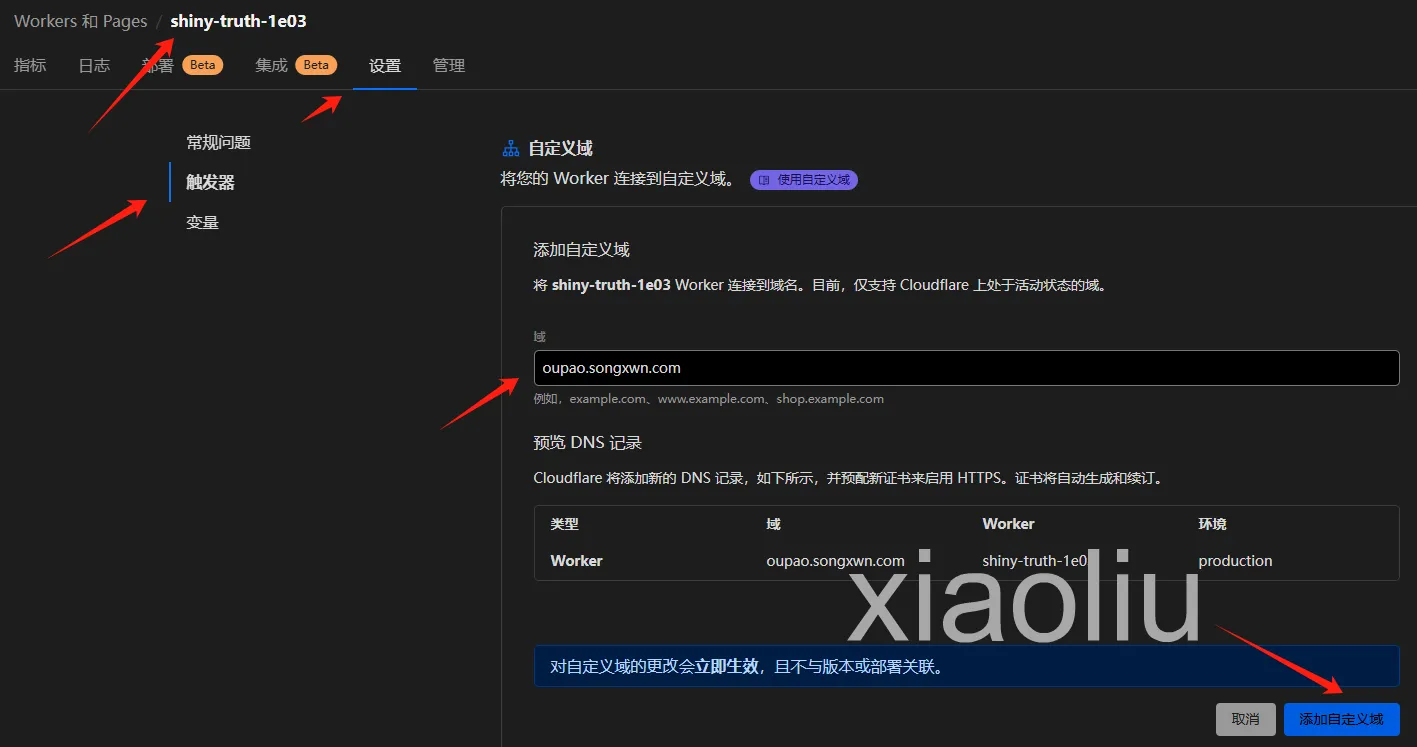 Workers 和 Pages / shiny-truth-1e03
指标 日志 部署 Beta 集成 Beta 设置 管理
常规问题
触发器
变量
自定义域
将您的 Worker 连接到自定义域。 使用自定义域
添加自定义域
将 shiny-truth-1e03 Worker 连接到域名。目前，仅支持 Cloudflare 上处于活动状态的域。
域
oupao.songxwn.com
例如，example.com、www.example.com、shop.example.com
预览 DNS 记录
Cloudflare 将添加新的 DNS 记录，如下所示，并预配新证书来启用 HTTPS。证书将自动生成和续订。
类型 域 Worker 环境
Worker oupao.songxwn.com shiny-truth-1e0 production
xiaoliu
对自定义域的更改会立即生效，且不与版本或部署关联。
取消 添加自定义域